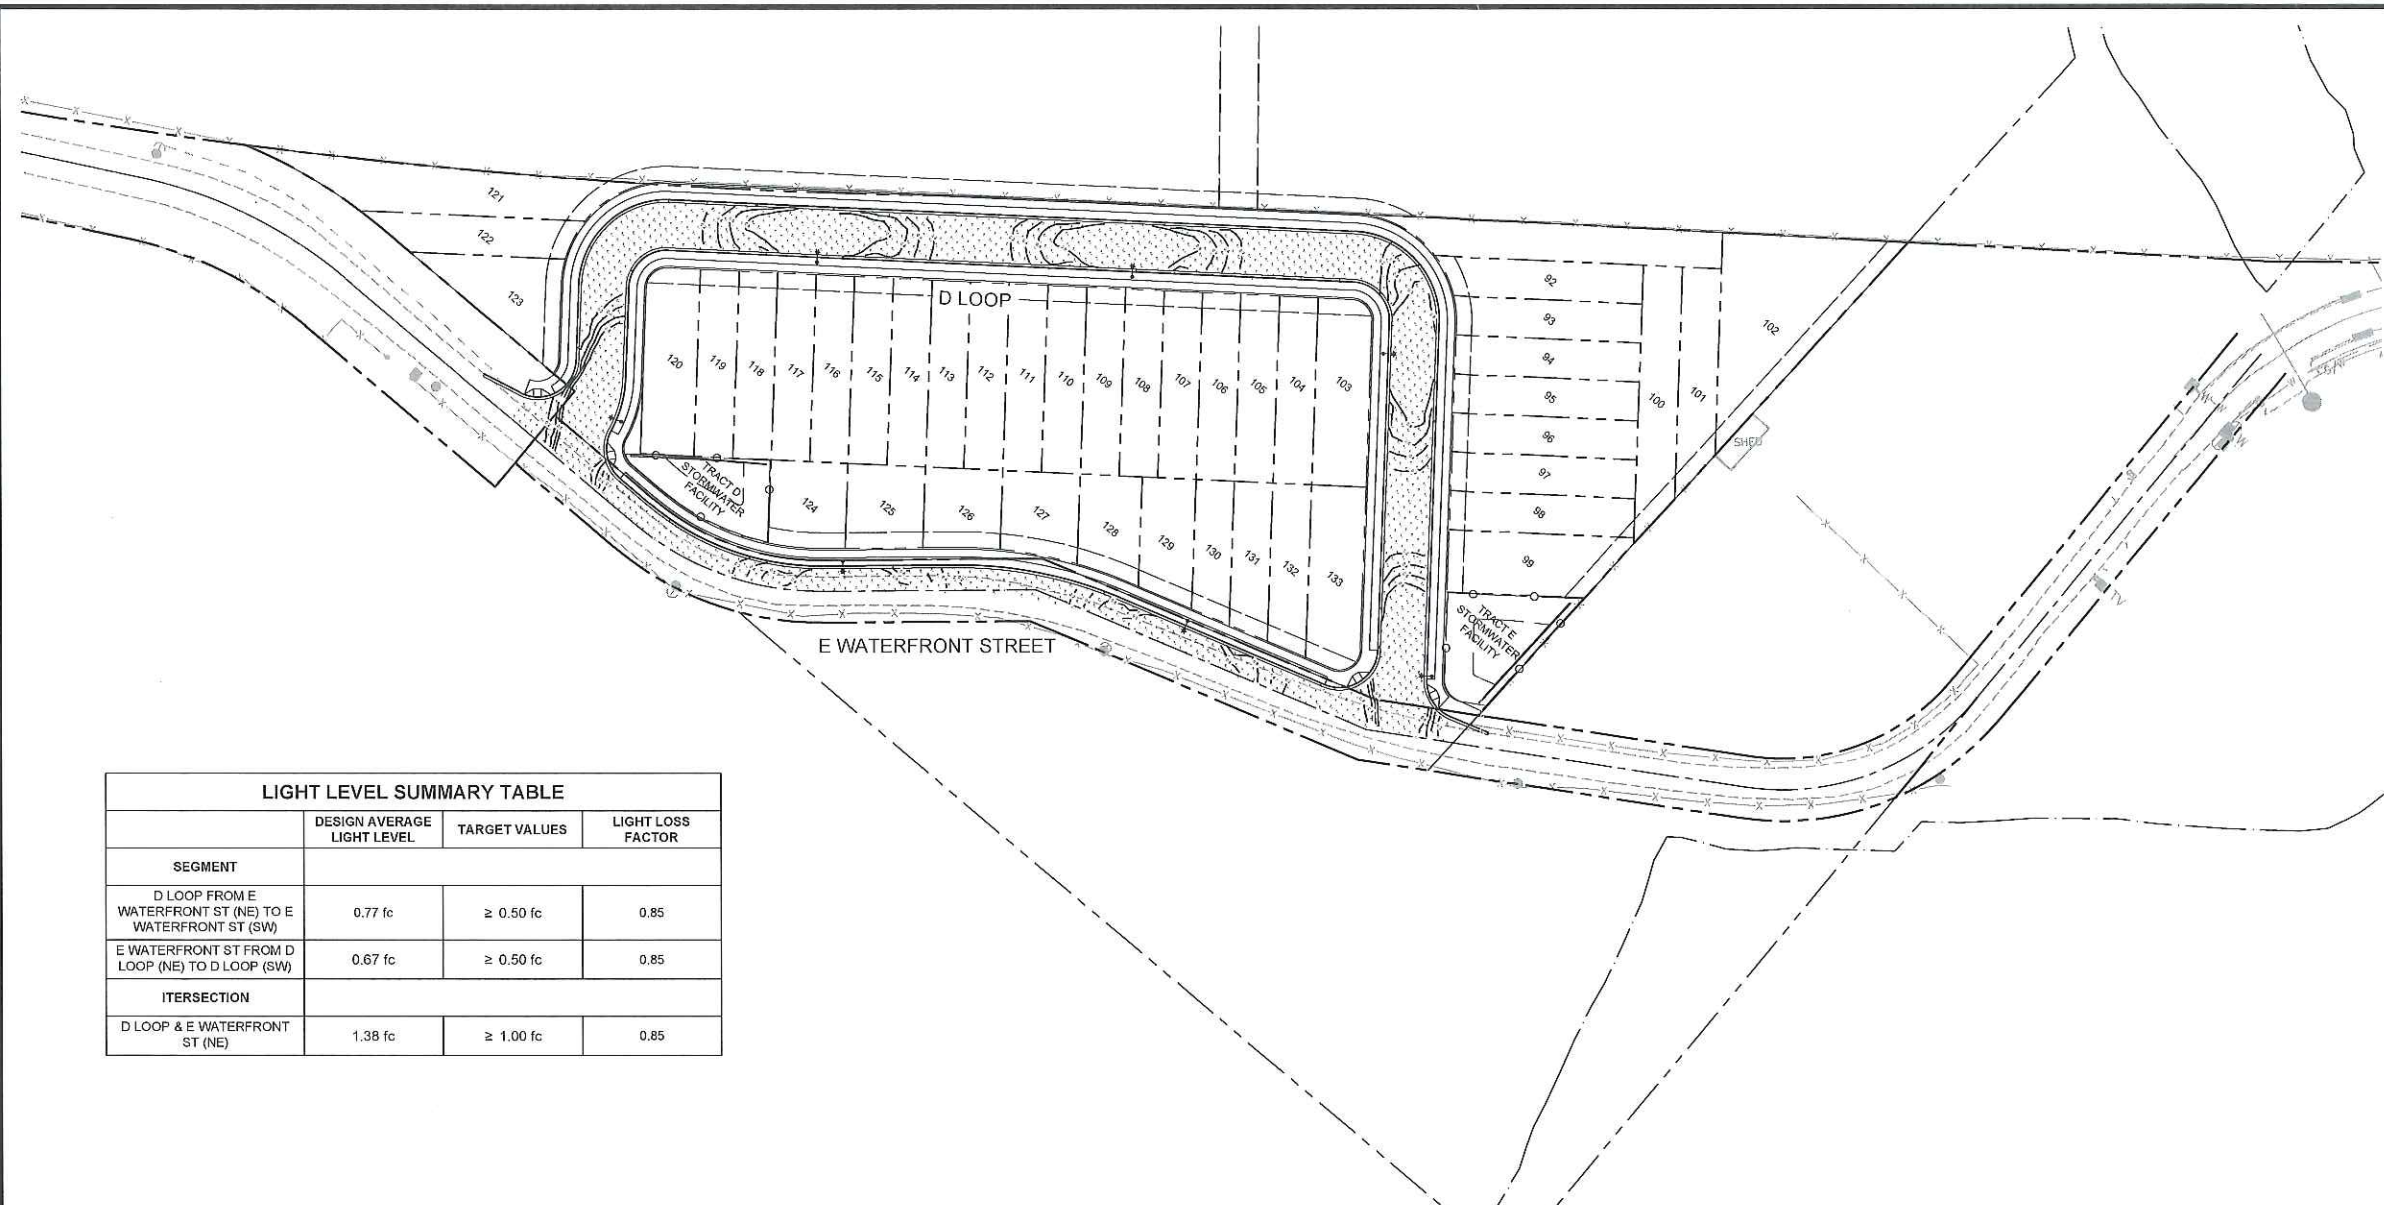 121
122
123
D LOOP
120
119
118
117
116
115
114
113
112
111
110
109
108
107
106
105
104
103
92
93
94
95
96
97
98
99
100
101
102
SHED
TRACT D
STORMWATER
FACILITY
124
125
126
127
128
129
130
131
132
133
TRACT E
STORMWATER
FACILITY
E WATERFRONT STREET
TV
LIGHT LEVEL SUMMARY TABLE
DESIGN AVERAGE
LIGHT LEVEL
TARGET VALUES
LIGHT LOSS
FACTOR
SEGMENT
D LOOP FROM E
WATERFRONT ST (NE) TO E
WATERFRONT ST (SW)
0.77 fc
≥ 0.50 fc
0.85
E WATERFRONT ST FROM D
LOOP (NE) TO D LOOP (SW)
0.67 fc
≥ 0.50 fc
0.85
ITERSECTION
D LOOP & E WATERFRONT
ST (NE)
1.38 fc
≥ 1.00 fc
0.85